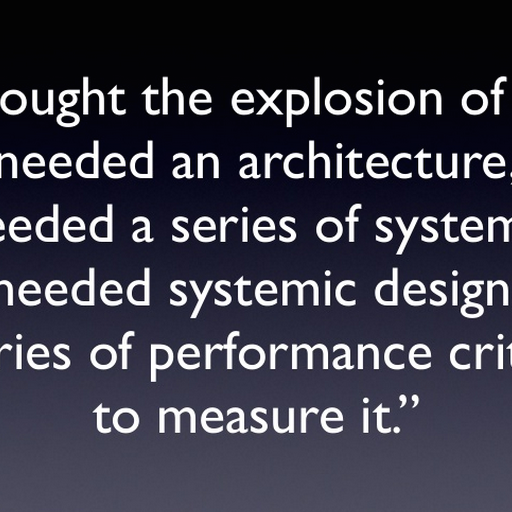 ought the explosion of
needed an architecture,
eeded a series of system
needed systemic design
ries of performance crit
to measure it.”